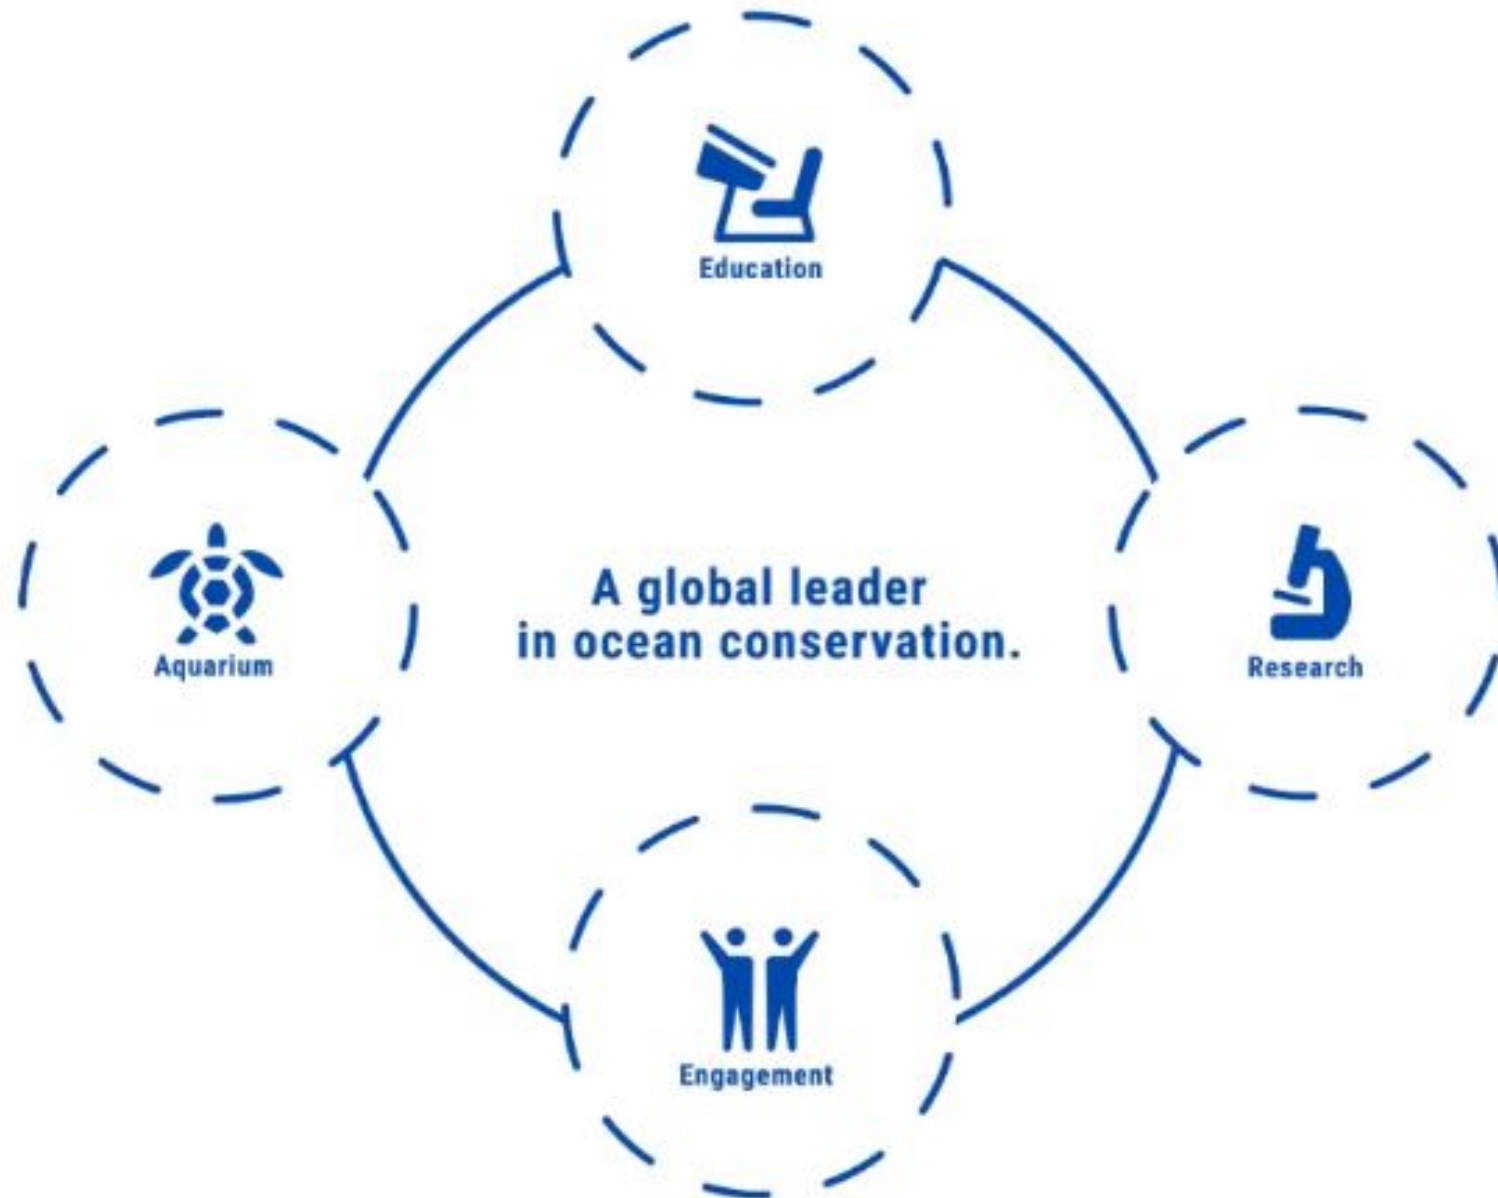 Education
Aquarium
A global leader
in ocean conservation.
Research
Engagement